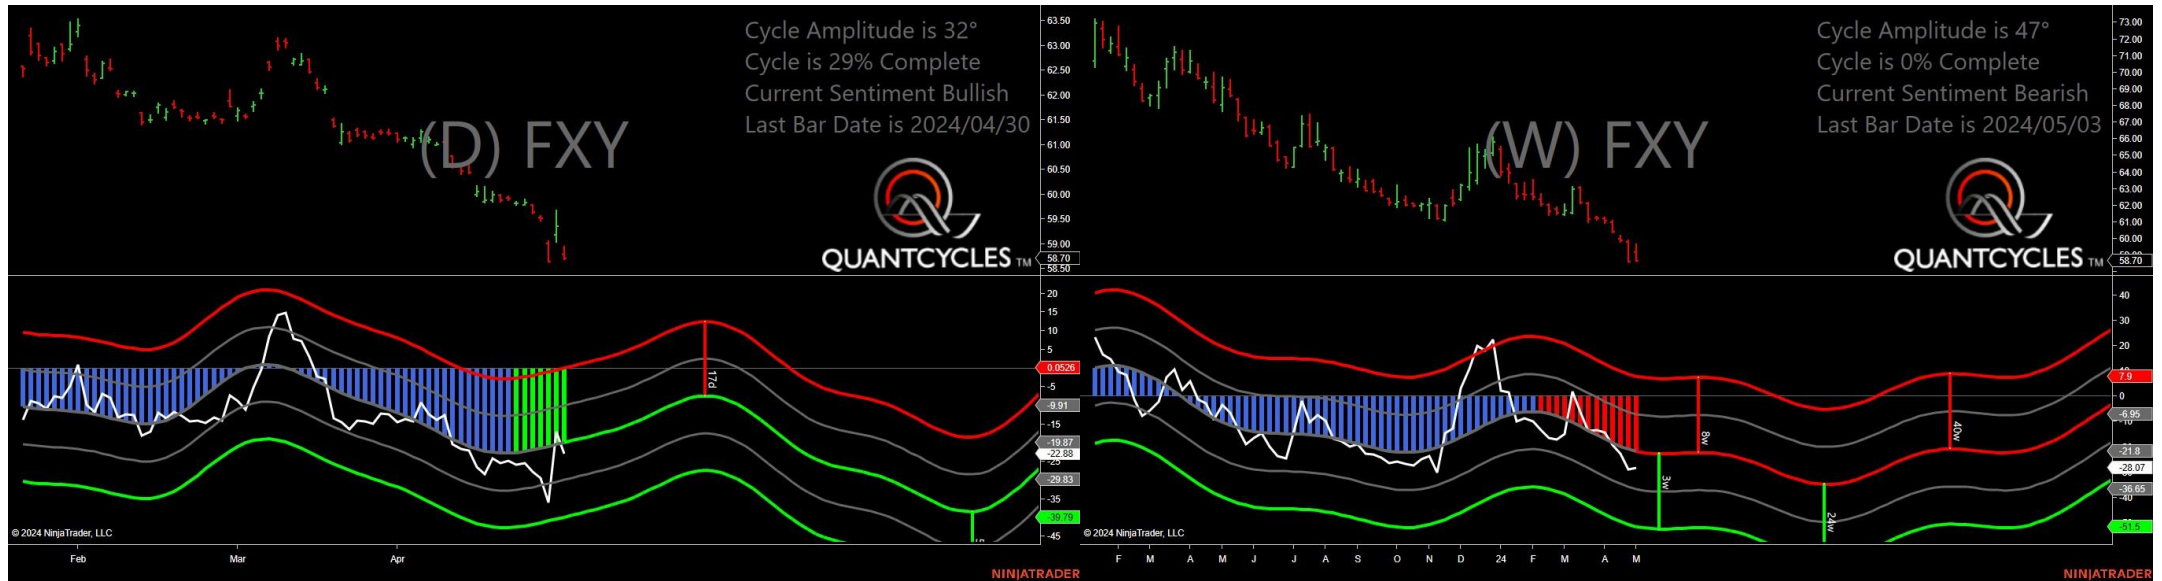 Cycle Amplitude is 32°
Cycle is 29% Complete
Current Sentiment Bullish
Last Bar Date is 2024/04/30
(D) FXY
QUANTCYCLES TM
63.50
63.00
62.50
62.00
61.50
61.00
60.50
60.00
59.50
59.00
58.70
58.50
20
15
10
5
0.0526
-5
-9.91
-15
-19.87
-22.88
-25
-29.83
-35
-39.79
-45
17d
© 2024 NinjaTrader, LLC
Feb Mar Apr
NINJATRADER
Cycle Amplitude is 47°
Cycle is 0% Complete
Current Sentiment Bearish
Last Bar Date is 2024/05/03
(W) FXY
QUANTCYCLES TM
73.00
72.00
71.00
70.00
69.00
68.00
67.00
66.00
65.00
64.00
63.00
62.00
61.00
60.00
58.70
40
30
20
7.9
0
-6.95
-21.8
-28.07
-36.65
-40
-51.5
3w
8w
24w
40w
© 2024 NinjaTrader, LLC
F M A M J J A S O N D 24 F M A M
NINJATRADER